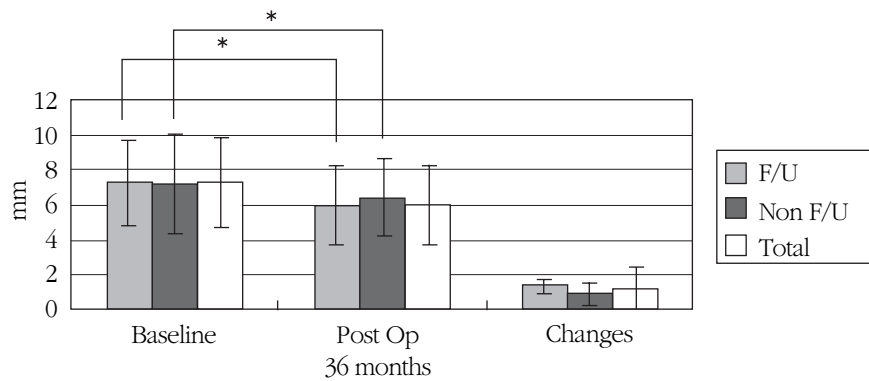 *
*
12
10
8
6
4
2
0
mm
Baseline
Post Op
36 months
Changes
F/U
Non F/U
Total